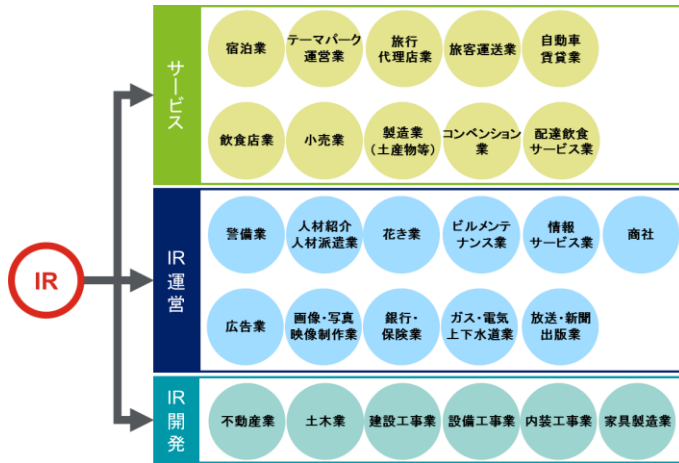 IR
サービス
宿泊業
テーマパーク
運営業
旅行
代理店業
旅客運送業
自動車
賃貸業
飲食店業
小売業
製造業
(土産物等)
コンベンション
業
配達飲食
サービス業
IR運営
警備業
人材紹介
人材派遣業
花き業
ビルメンテ
ナンス業
情報
サービス業
商社
広告業
画像・写真
映像制作業
銀行・
保険業
ガス・電気
上下水道業
放送・新聞
出版業
IR開発
不動産業
土木業
建設工事業
設備工事業
内装工事業
家具製造業